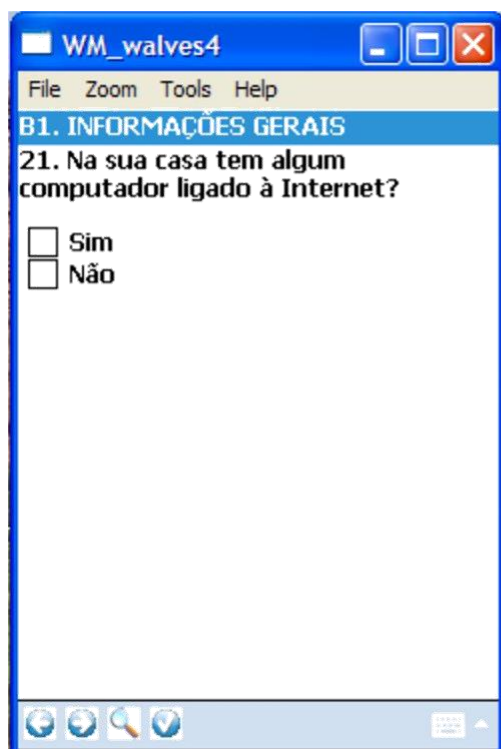 WM_walves4
File Zoom Tools Help
B1. INFORMAÇÕES GERAIS
21. Na sua casa tem algum
computador ligado à Internet?
Sim
Não